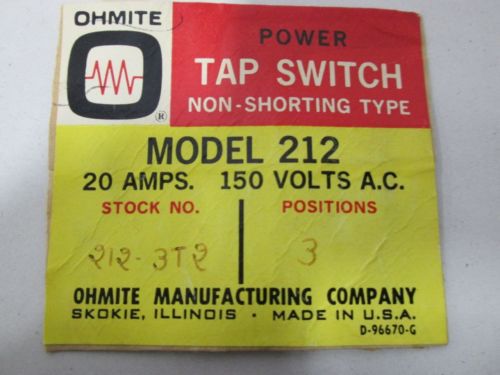 OHMITE
®
POWER
TAP SWITCH
NON-SHORTING TYPE
MODEL 212
20 AMPS. 150 VOLTS A.C.
STOCK NO. POSITIONS
212-3T2 3
OHMITE MANUFACTURING COMPANY
SKOKIE, ILLINOIS • MADE IN U.S.A.
D-96670-G